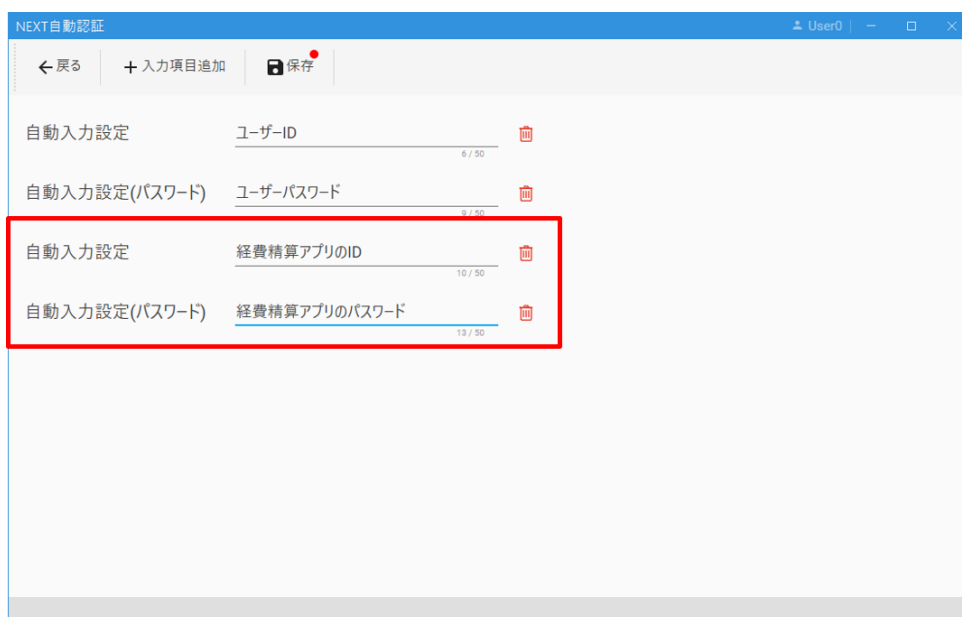 NEXT自動認証 User0
戻る 入力項目追加 保存
自動入力設定 ユーザーID
6 / 50
自動入力設定(パスワード) ユーザーパスワード
9 / 50
自動入力設定 経費精算アプリのID
10 / 50
自動入力設定(パスワード) 経費精算アプリのパスワード
13 / 50